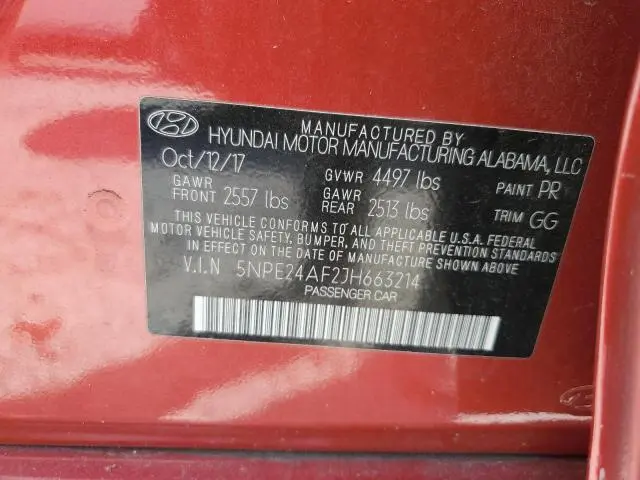 MANUFACTURED BY
HYUNDAI MOTOR MANUFACTURING ALABAMA, LLC
Oct/12/17 GVWR 4497 lbs PAINT PR
GAWR FRONT 2557 lbs GAWR REAR 2513 lbs TRIM GG
THIS VEHICLE CONFORMS TO ALL APPLICABLE U.S.A. FEDERAL
MOTOR VEHICLE SAFETY, BUMPER, AND THEFT PREVENTION STANDARDS
IN EFFECT ON THE DATE OF MANUFACTURE SHOWN ABOVE.
V.I.N 5NPE24AF2JH663214
PASSENGER CAR